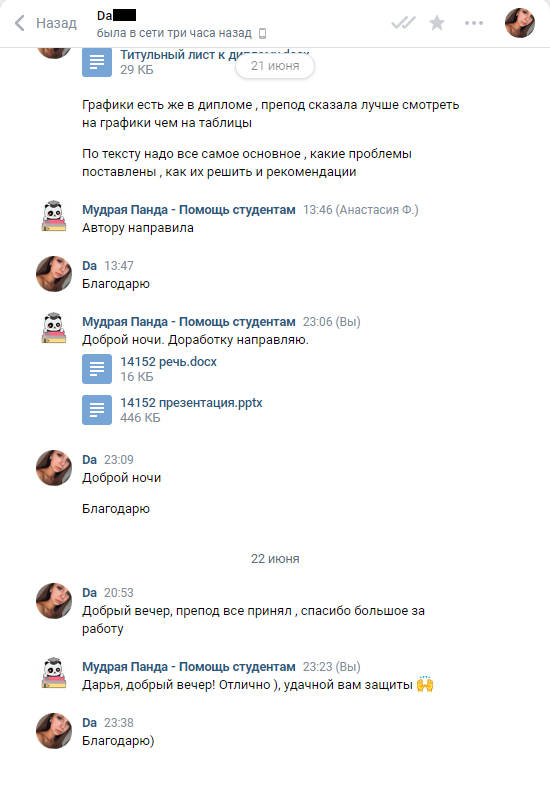 Назад
Da
была в сети три часа назад
Титульный лист к диплому.docx
29 КБ
21 июня
Графики есть же в дипломе , препод сказала лучше смотреть
на графики чем на таблицы
По тексту надо все самое основное , какие проблемы
поставлены , как их решить и рекомендации
Мудрая Панда - Помощь студентам 13:46 (Анастасия Ф.)
Автору направила
Da 13:47
Благодарю
Мудрая Панда - Помощь студентам 23:06 (Вы)
Доброй ночи. Доработку направляю.
14152 речь.docx
16 КБ
14152 презентация.pptx
446 КБ
Da 23:09
Доброй ночи
Благодарю
22 июня
Da 20:53
Добрый вечер, препод все принял , спасибо большое за
работу
Мудрая Панда - Помощь студентам 23:23 (Вы)
Дарья, добрый вечер! Отлично ), удачной вам защиты 🙌
Da 23:38
Благодарю)